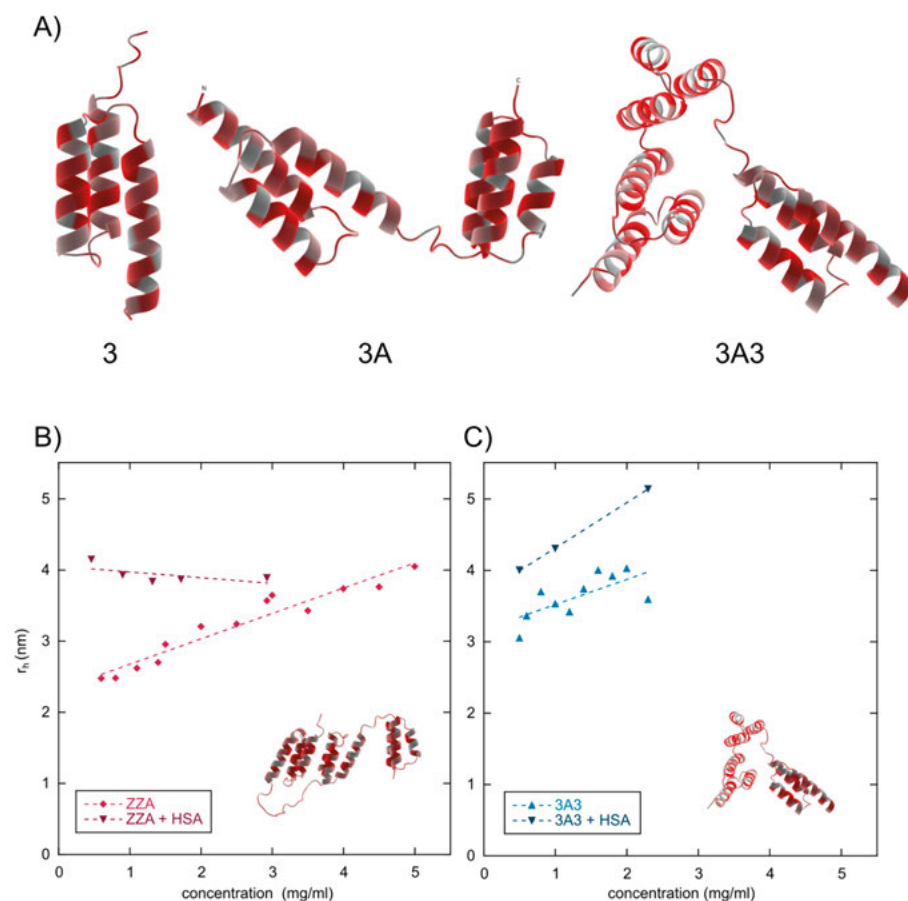 A)
N
C
3
3A
3A3
B)
5
4
3
2
1
0
r_h (nm)
ZZA
ZZA + HSA
0 1 2 3 4 5
concentration (mg/ml)
C)
5
4
3
2
1
0
3A3
3A3 + HSA
0 1 2 3 4 5
concentration (mg/ml)